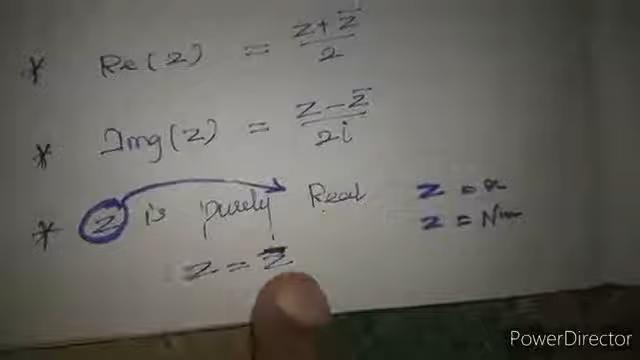 * Re(z) = z + z̅ / 2
* Img(z) = z - z̅ / 2i
* z is purely Real z = x
z = z̅ z =
PowerDirector